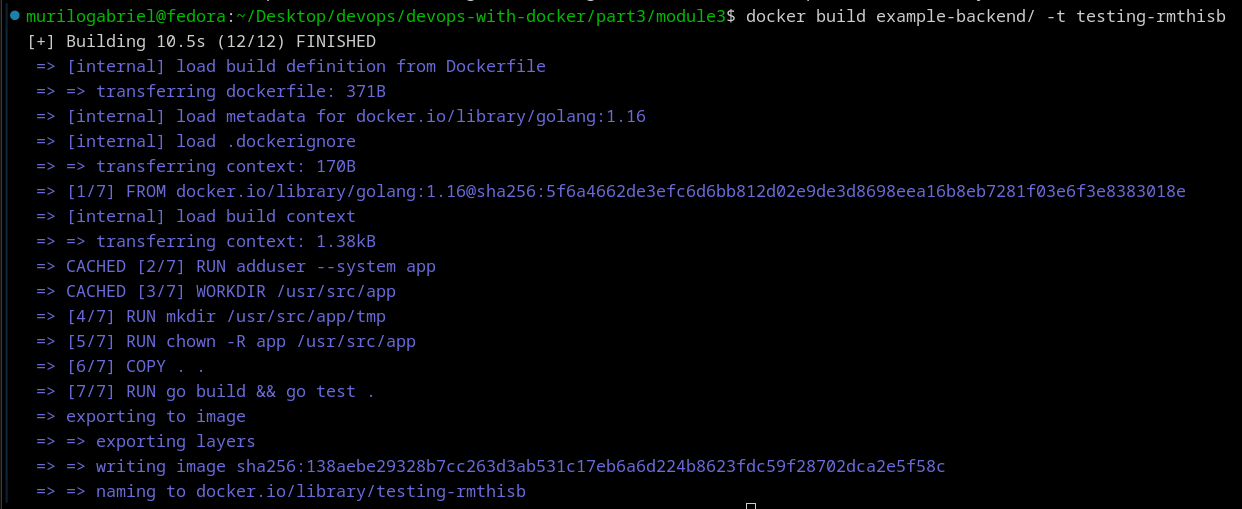 murilogabriel@fedora:~/Desktop/devops/devops-with-docker/part3/module3$ docker build example-backend/ -t testing-rmthisb
[+] Building 10.5s (12/12) FINISHED
=> [internal] load build definition from Dockerfile
=> => transferring dockerfile: 371B
=> [internal] load metadata for docker.io/library/golang:1.16
=> [internal] load .dockerignore
=> => transferring context: 170B
=> [1/7] FROM docker.io/library/golang:1.16@sha256:5f6a4662de3efc6d6bb812d02e9de3d8698eea16b8eb7281f03e6f3e8383018e
=> [internal] load build context
=> => transferring context: 1.38kB
=> CACHED [2/7] RUN adduser --system app
=> CACHED [3/7] WORKDIR /usr/src/app
=> [4/7] RUN mkdir /usr/src/app/tmp
=> [5/7] RUN chown -R app /usr/src/app
=> [6/7] COPY . .
=> [7/7] RUN go build && go test .
=> exporting to image
=> => exporting layers
=> => writing image sha256:138aebe29328b7cc263d3ab531c17eb6a6d224b8623fdc59f28702dca2e5f58c
=> => naming to docker.io/library/testing-rmthisb